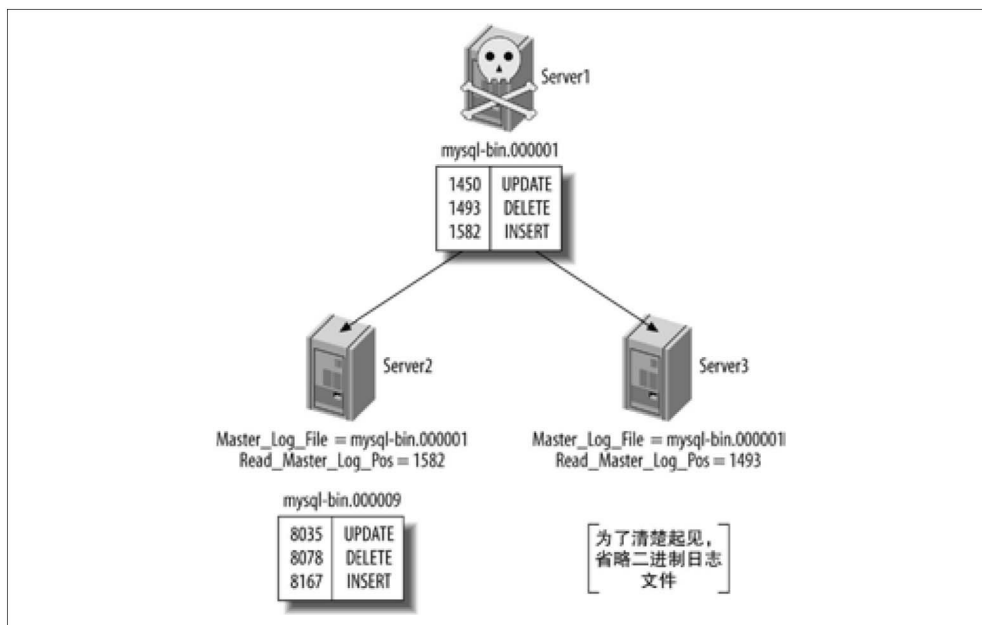 Server1
mysql-bin.000001
1450 UPDATE
1493 DELETE
1582 INSERT
Server2
Master_Log_File = mysql-bin.000001
Read_Master_Log_Pos = 1582
mysql-bin.000009
8035 UPDATE
8078 DELETE
8167 INSERT
Server3
Master_Log_File = mysql-bin.000001
Read_Master_Log_Pos = 1493
为了清楚起见，
省略二进制日志
文件